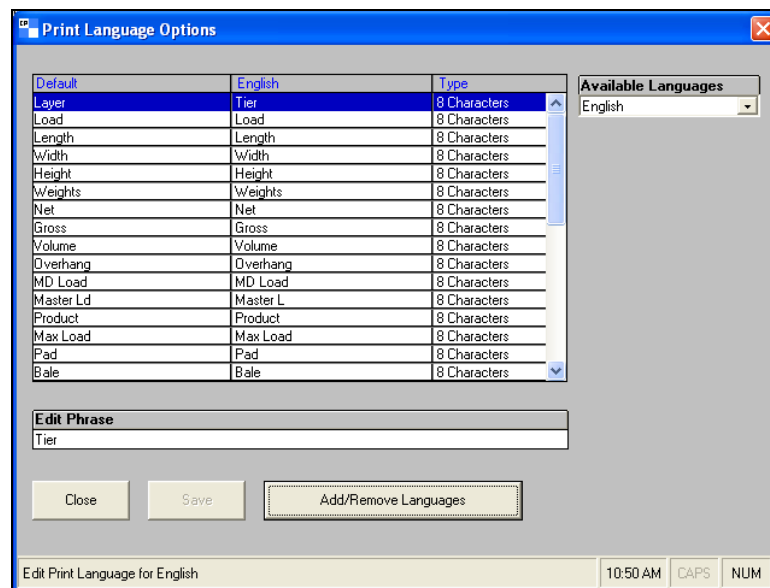 CP Print Language Options
Default English Type Available Languages
Layer Tier 8 Characters English
Load Load 8 Characters
Length Length 8 Characters
Width Width 8 Characters
Height Height 8 Characters
Weights Weights 8 Characters
Net Net 8 Characters
Gross Gross 8 Characters
Volume Volume 8 Characters
Overhang Overhang 8 Characters
MD Load MD Load 8 Characters
Master Ld Master L 8 Characters
Product Product 8 Characters
Max Load Max Load 8 Characters
Pad Pad 8 Characters
Bale Bale 8 Characters
Edit Phrase
Tier
Close Save Add/Remove Languages
Edit Print Language for English 10:50 AM CAPS NUM